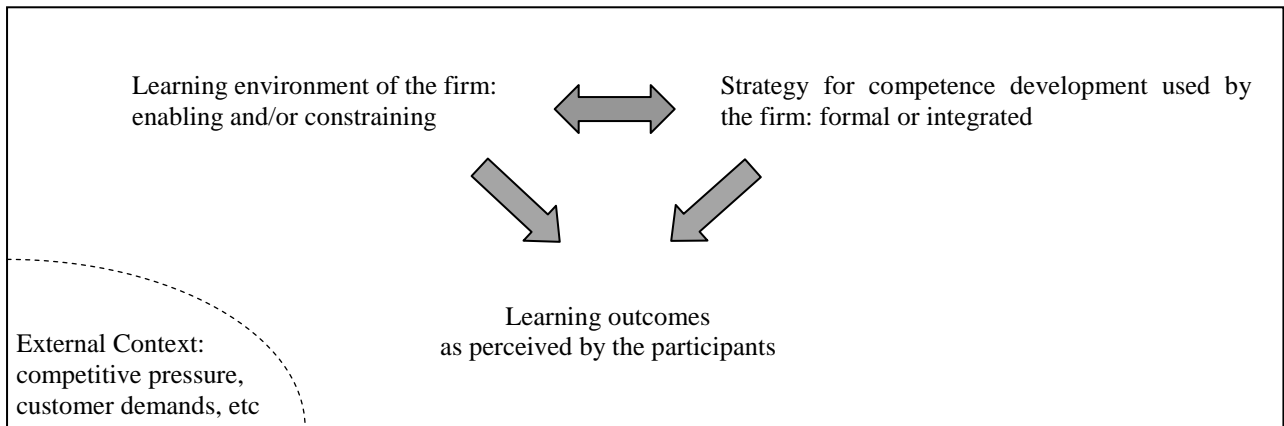 Learning environment of the firm:
enabling and/or constraining
Strategy for competence development used by
the firm: formal or integrated
Learning outcomes
as perceived by the participants
External Context:
competitive pressure,
customer demands, etc